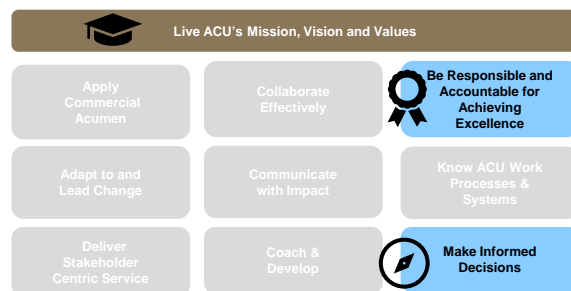 Live ACU's Mission, Vision and Values
Apply
Commercial
Acumen
Collaborate
Effectively
Be Responsible and
Accountable for
Achieving
Excellence
Adapt to and
Lead Change
Communicate
with Impact
Know ACU Work
Processes &
Systems
Deliver
Stakeholder
Centric Service
Coach &
Develop
Make Informed
Decisions